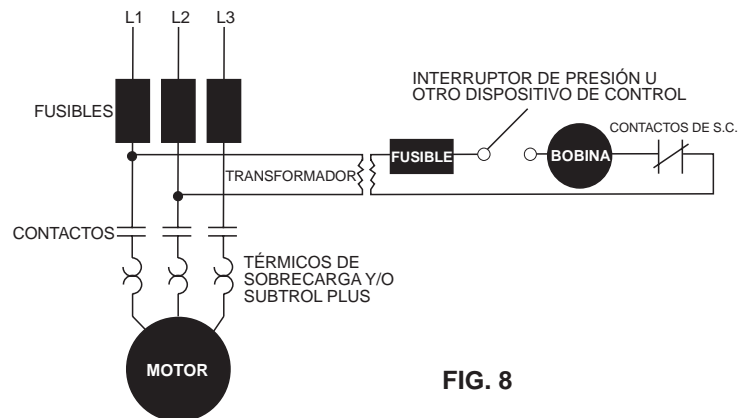 L1 L2 L3
FUSIBLES
INTERRUPTOR DE PRESIÓN U
OTRO DISPOSITIVO DE CONTROL
CONTACTOS DE S.C.
FUSIBLE
BOBINA
TRANSFORMADOR
CONTACTOS
TÉRMICOS DE
SOBRECARGA Y/O
SUBTROL PLUS
MOTOR
FIG. 8